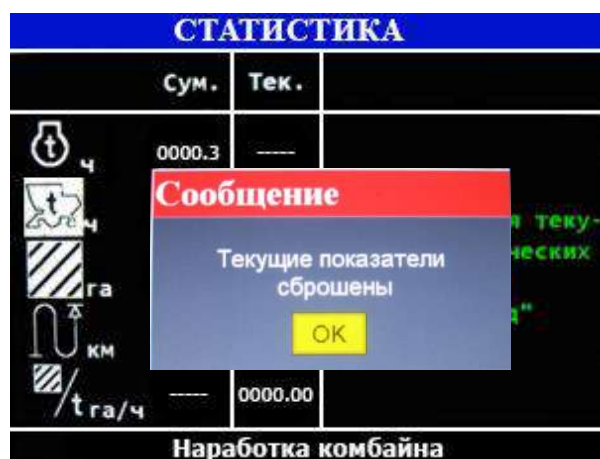 СТАТИСТИКА
Сум. Тек.
t ч 0000.3 -----
Сообщение
t ч я теку-
Текущие показатели ческих
га сброшены
д"
OK
км
/t га/ч ----- 0000.00
Наработка комбайна